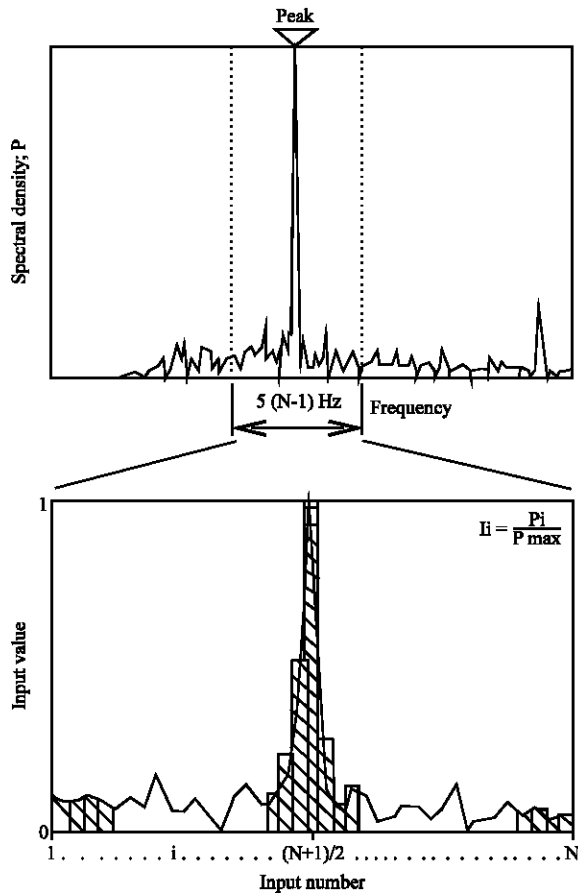 Peak
Spectral density; P
5 (N-1) Hz
Frequency
1
Ii = Pi
P max
Input value
0
1 . . . . . . . . . . . . i . . . . . . . . . . . (N+1)/2 . . . . . . . . . . . . . . . . . . . . . . N
Input number